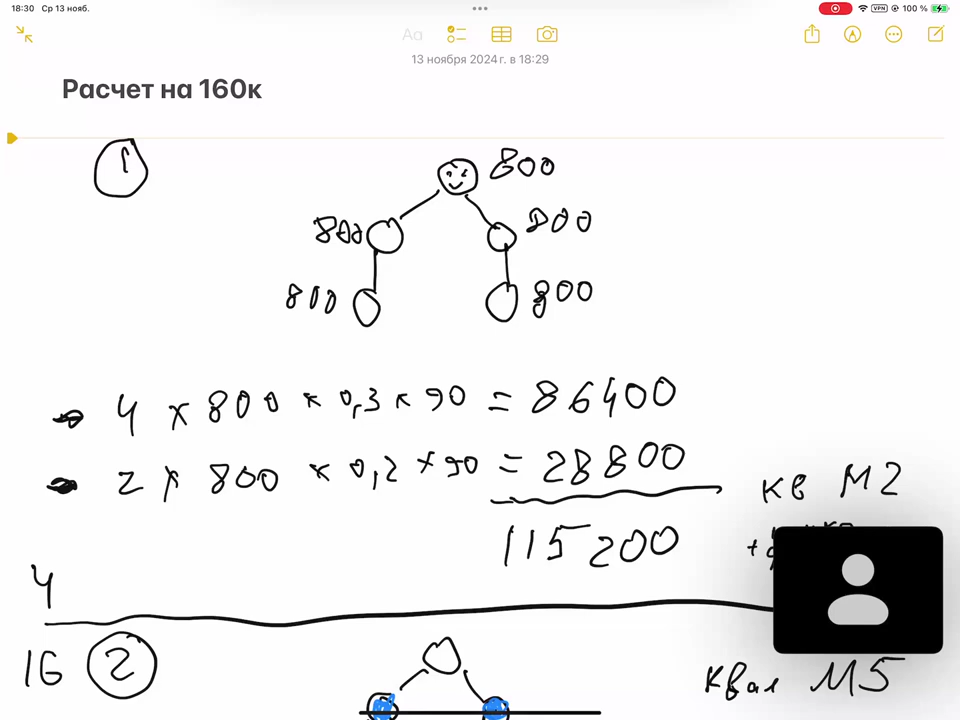 18:30 Ср 13 нояб.
VPN 100 %
Aa
13 ноября 2024 г. в 18:29
Расчет на 160к
1
800
800 800
800 800
4 x 800 x 0,3 x 90 = 86400
2 x 800 x 0,2 x 90 = 28800
кв М2
115200
+
4
16 2
квал М5